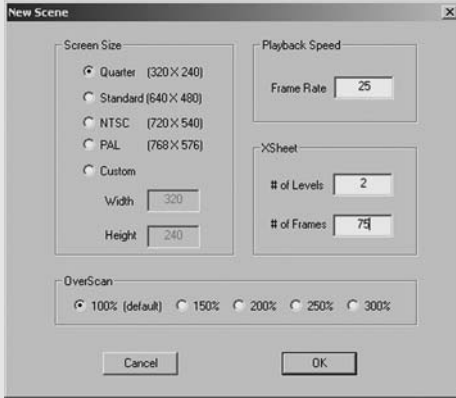 New Scene
Screen Size
Quarter (320 X 240)
Standard (640 X 480)
NTSC (720 X 540)
PAL (768 X 576)
Custom
Width 320
Height 240
Playback Speed
Frame Rate 25
XSheet
# of Levels 2
# of Frames 75
OverScan
100% (default) 150% 200% 250% 300%
Cancel OK